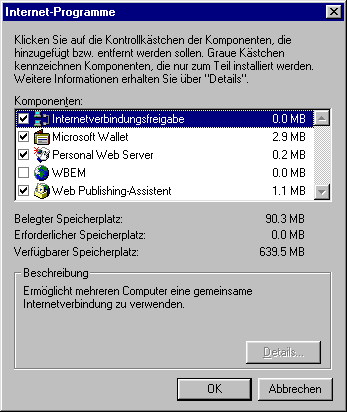 Internet-Programme
Klicken Sie auf die Kontrollkästchen der Komponenten, die
hinzugefügt bzw. entfernt werden sollen. Graue Kästchen
kennzeichnen Komponenten, die nur zum Teil installiert werden.
Weitere Informationen erhalten Sie über "Details".
Komponenten:
Internetverbindungsfreigabe 0.0 MB
Microsoft Wallet 2.9 MB
Personal Web Server 0.2 MB
WBEM 0.0 MB
Web Publishing-Assistent 1.1 MB
Belegter Speicherplatz: 90.3 MB
Erforderlicher Speicherplatz: 0.0 MB
Verfügbarer Speicherplatz: 639.5 MB
Beschreibung
Ermöglicht mehreren Computer eine gemeinsame
Internetverbindung zu verwenden.
Details...
OK Abbrechen